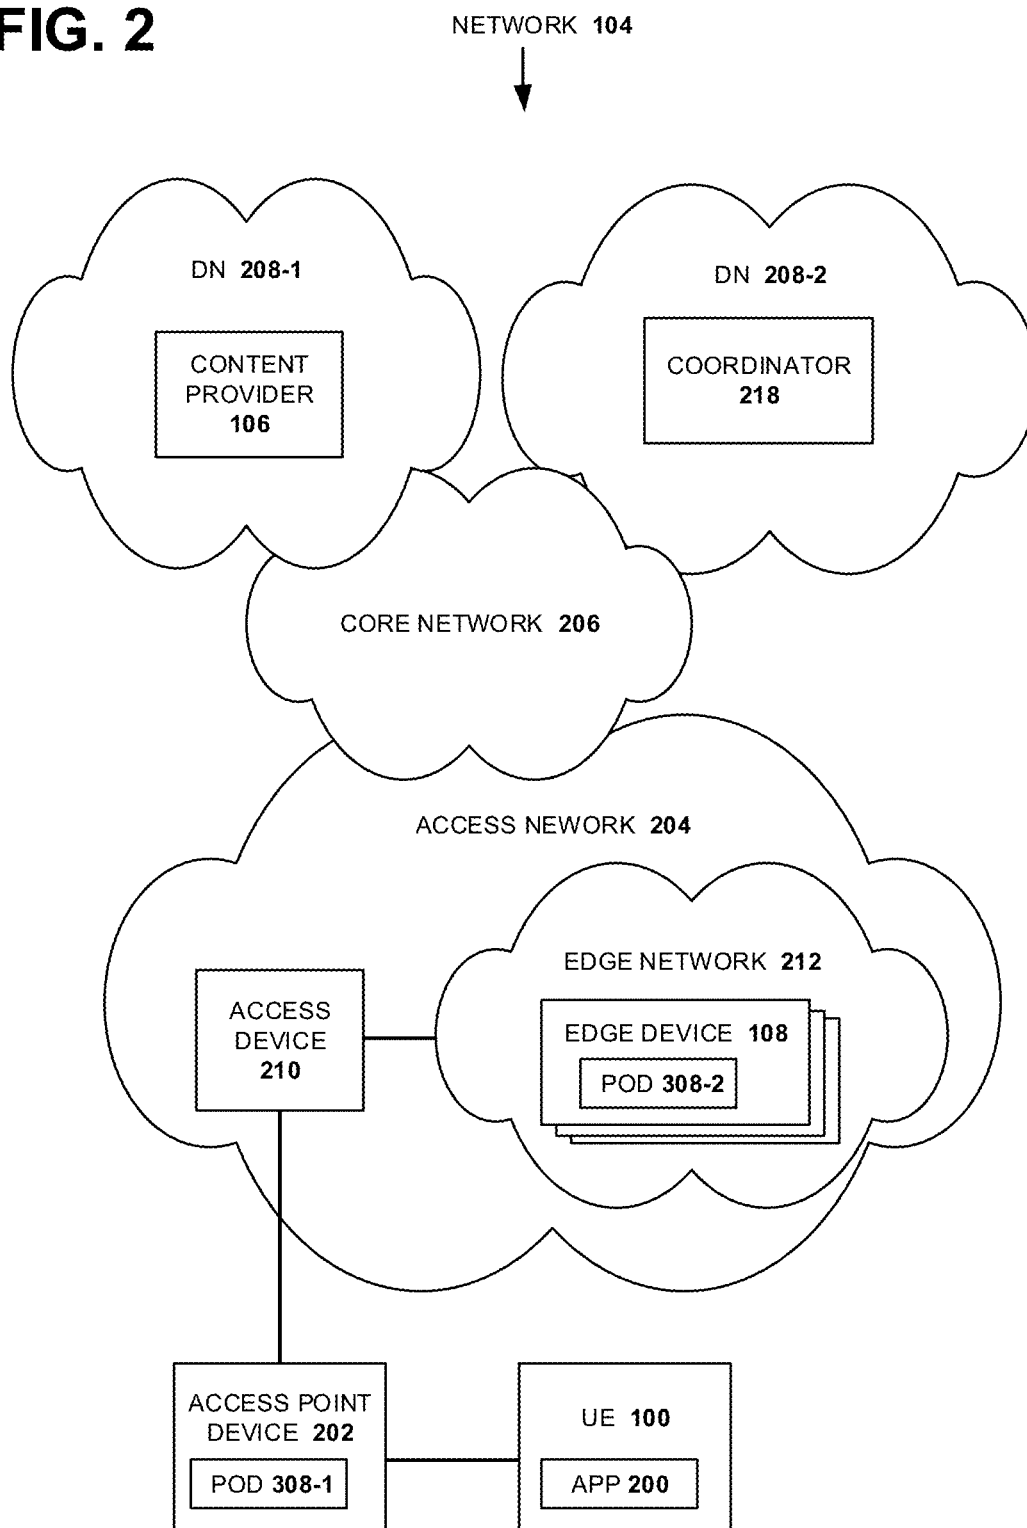 FIG. 2
NETWORK 104
DN 208-1
CONTENT
PROVIDER
106
DN 208-2
COORDINATOR
218
CORE NETWORK 206
ACCESS NEWORK 204
EDGE NETWORK 212
EDGE DEVICE 108
POD 308-2
ACCESS
DEVICE
210
ACCESS POINT
DEVICE 202
POD 308-1
UE 100
APP 200